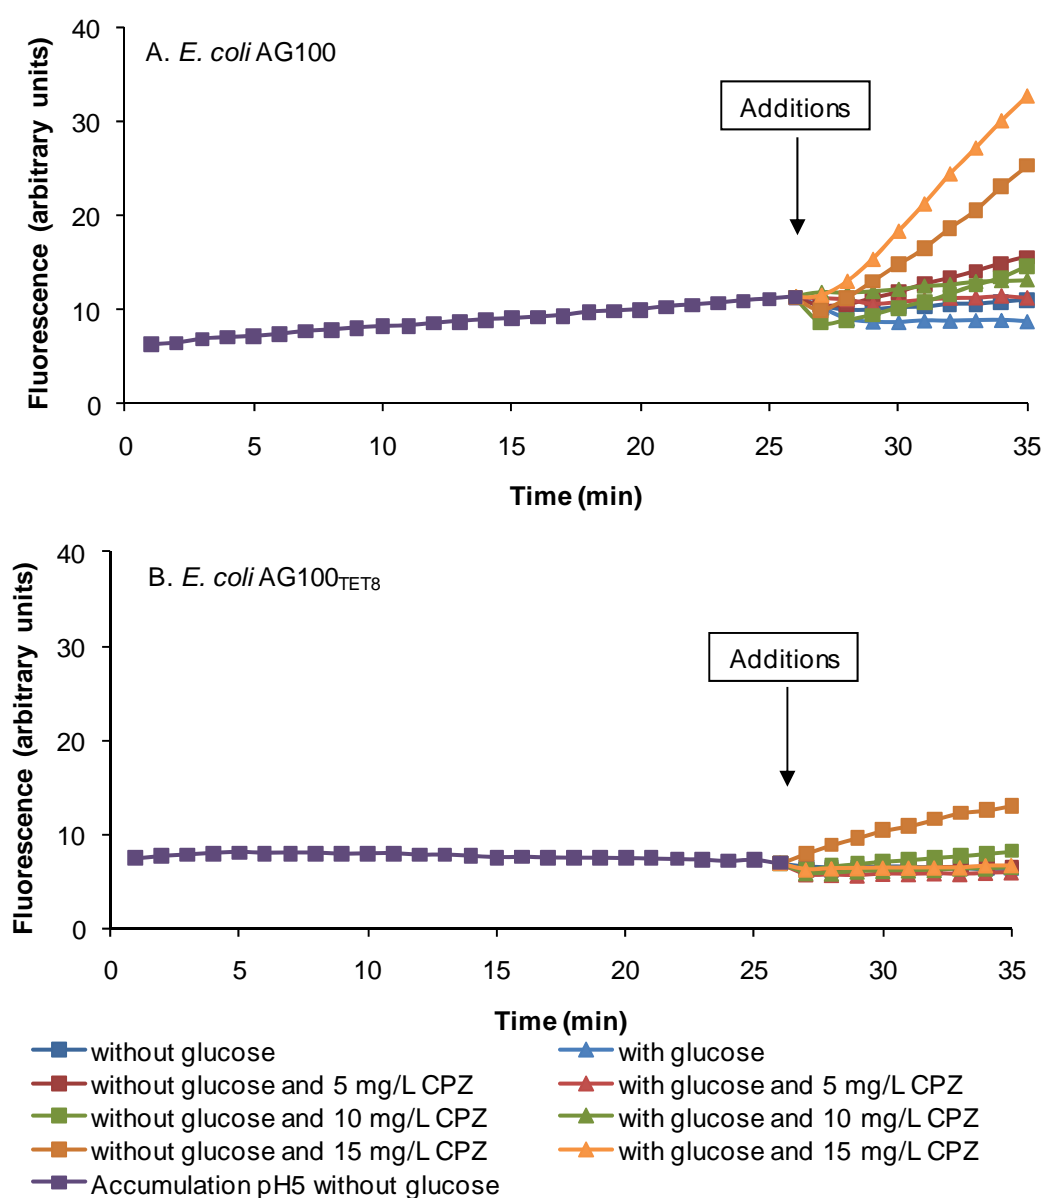 A. E. coli AG100
Additions
Fluorescence (arbitrary units)
40
30
20
10
0
0 5 10 15 20 25 30 35
Time (min)
B. E. coli AG100TET8
Additions
Fluorescence (arbitrary units)
40
30
20
10
0
0 5 10 15 20 25 30 35
Time (min)
without glucose
with glucose
without glucose and 5 mg/L CPZ
with glucose and 5 mg/L CPZ
without glucose and 10 mg/L CPZ
with glucose and 10 mg/L CPZ
without glucose and 15 mg/L CPZ
with glucose and 15 mg/L CPZ
Accumulation pH5 without glucose